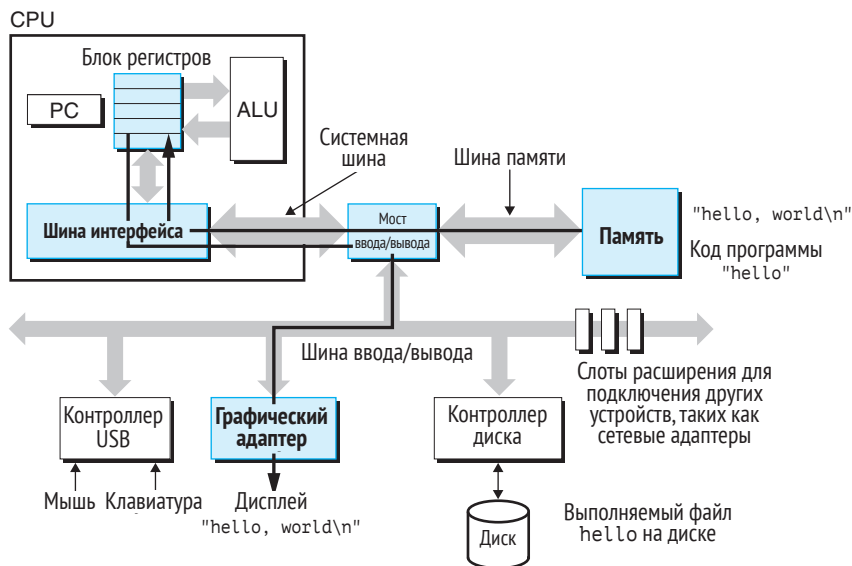 CPU
Блок регистров
PC
ALU
Системная
шина
Шина памяти
Шина интерфейса
Мост
ввода/вывода
Память
"hello, world\n"
Код программы
"hello"
Шина ввода/вывода
Слоты расширения для
подключения других
устройств, таких как
сетевые адаптеры
Контроллер
USB
Графический
адаптер
Контроллер
диска
Мышь
Клавиатура
Дисплей
"hello, world\n"
Диск
Выполняемый файл
hello на диске